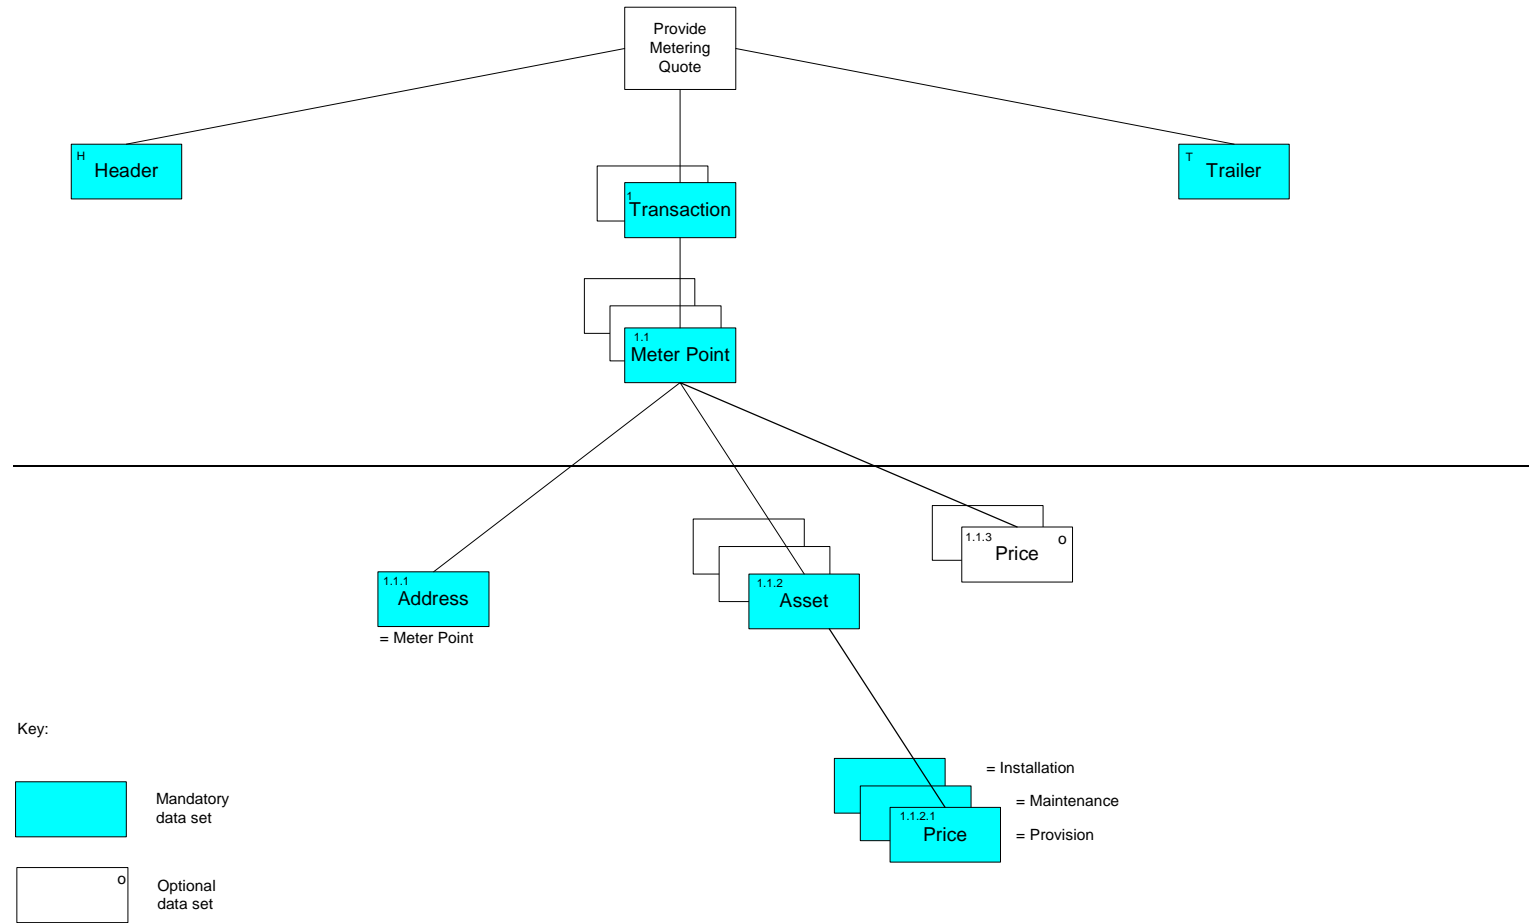 Provide
Metering
Quote
H
Header
T
Trailer
1
Transaction
1.1
Meter Point
1.1.3
o
Price
1.1.1
Address
= Meter Point
1.1.2
Asset
Key:
Mandatory
data set
= Installation
= Maintenance
1.1.2.1
Price
= Provision
o
Optional
data set